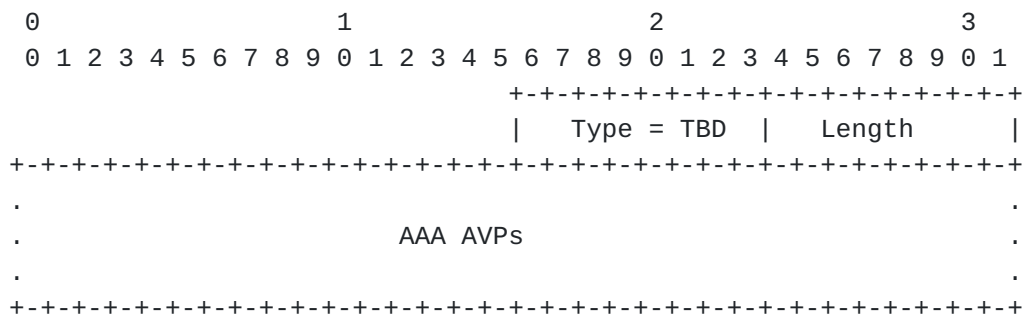 0                   1                   2                   3
 0 1 2 3 4 5 6 7 8 9 0 1 2 3 4 5 6 7 8 9 0 1 2 3 4 5 6 7 8 9 0 1
                                +-+-+-+-+-+-+-+-+-+-+-+-+-+-+-+-+
                                |   Type = TBD  |   Length      |
+-+-+-+-+-+-+-+-+-+-+-+-+-+-+-+-+-+-+-+-+-+-+-+-+-+-+-+-+-+-+-+-+
.                                                               .
.                        AAA AVPs                               .
.                                                               .
+-+-+-+-+-+-+-+-+-+-+-+-+-+-+-+-+-+-+-+-+-+-+-+-+-+-+-+-+-+-+-+-+